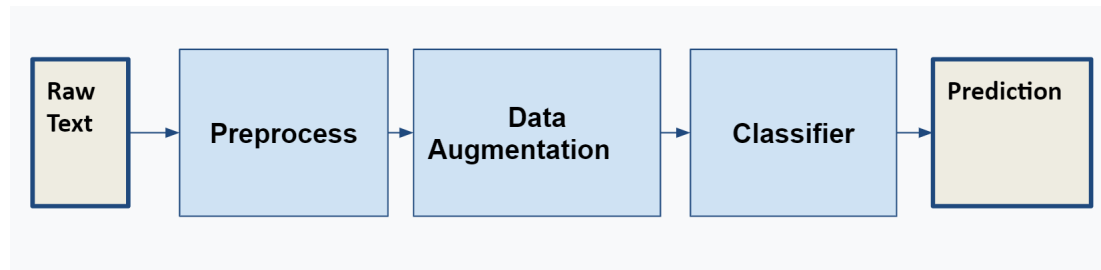 Raw
Text
Preprocess
Data
Augmentation
Classifier
Prediction